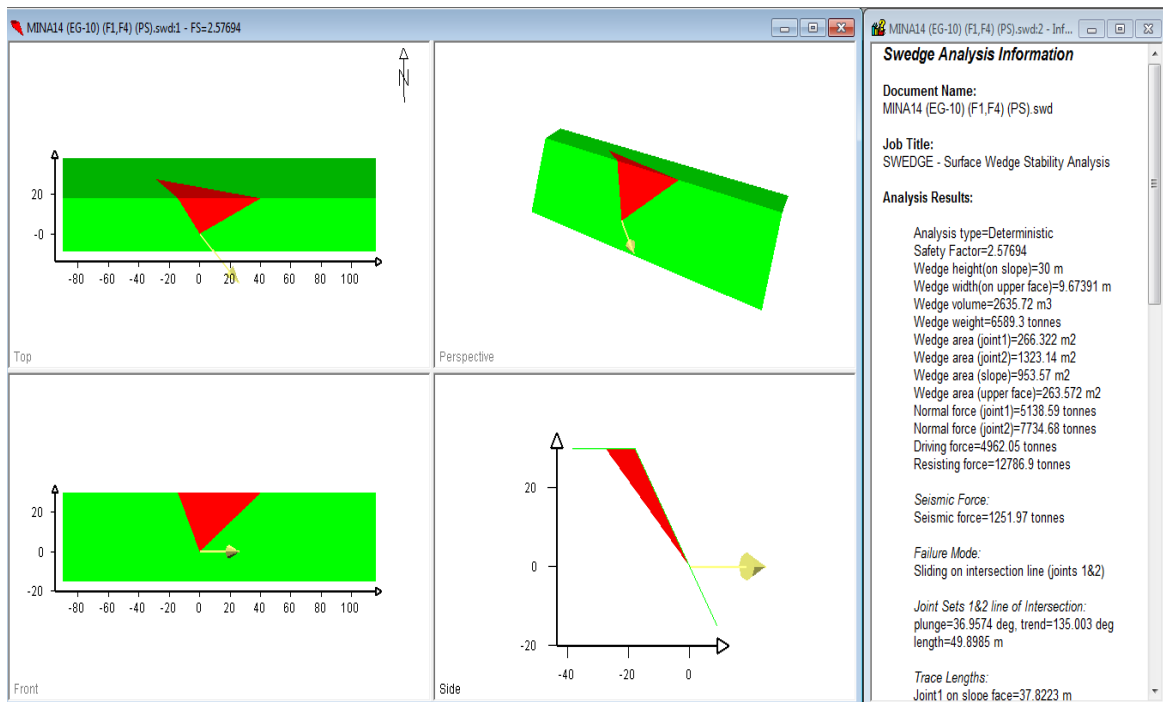 MINA14 (EG-10) (F1,F4) (PS).swd:1 - FS=2.57694
N
20
-0
-80 -60 -40 -20 0 20 40 60 80 100
Top
Perspective
20
0
-20
-80 -60 -40 -20 0 20 40 60 80 100
Front
20
0
-20
-40 -20 0
Side
MINA14 (EG-10) (F1,F4) (PS).swd:2 - Inf...
Swedge Analysis Information
Document Name:
MINA14 (EG-10) (F1,F4) (PS).swd
Job Title:
SWEDGE - Surface Wedge Stability Analysis
Analysis Results:
Analysis type=Deterministic
Safety Factor=2.57694
Wedge height(on slope)=30 m
Wedge width(on upper face)=9.67391 m
Wedge volume=2635.72 m3
Wedge weight=6589.3 tonnes
Wedge area (joint1)=266.322 m2
Wedge area (joint2)=1323.14 m2
Wedge area (slope)=953.57 m2
Wedge area (upper face)=263.572 m2
Normal force (joint1)=5138.59 tonnes
Normal force (joint2)=7734.68 tonnes
Driving force=4962.05 tonnes
Resisting force=12786.9 tonnes
Seismic Force:
Seismic force=1251.97 tonnes
Failure Mode:
Sliding on intersection line (joints 1&2)
Joint Sets 1&2 line of Intersection:
plunge=36.9574 deg, trend=135.003 deg
length=49.8985 m
Trace Lengths:
Joint1 on slope face=37.8223 m